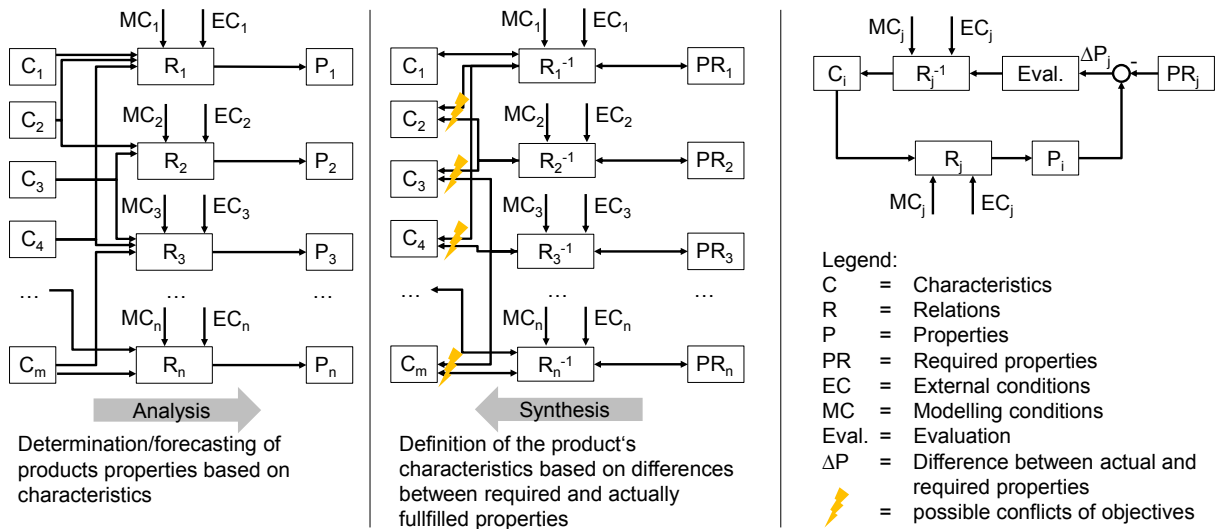 MC1 EC1
C1 R1 P1
C2
MC2 EC2
R2 P2
C3
MC3 EC3
C4 R3 P3
… … …
MCn ECn
Cm Rn Pn
Analysis
Determination/forecasting of
products properties based on
characteristics
MC1 EC1
C1 R1-1 PR1
C2
MC2 EC2
R2-1 PR2
C3
MC3 EC3
C4 R3-1 PR3
… … …
MCn ECn
Cm Rn-1 PRn
Synthesis
Definition of the product‘s
characteristics based on differences
between required and actually
fullfilled properties
MCj ECj
ΔPj
Ci Rj-1 Eval. - PRj
Rj Pi
MCj ECj
Legend:
C = Characteristics
R = Relations
P = Properties
PR = Required properties
EC = External conditions
MC = Modelling conditions
Eval. = Evaluation
ΔP = Difference between actual and
required properties
= possible conflicts of objectives